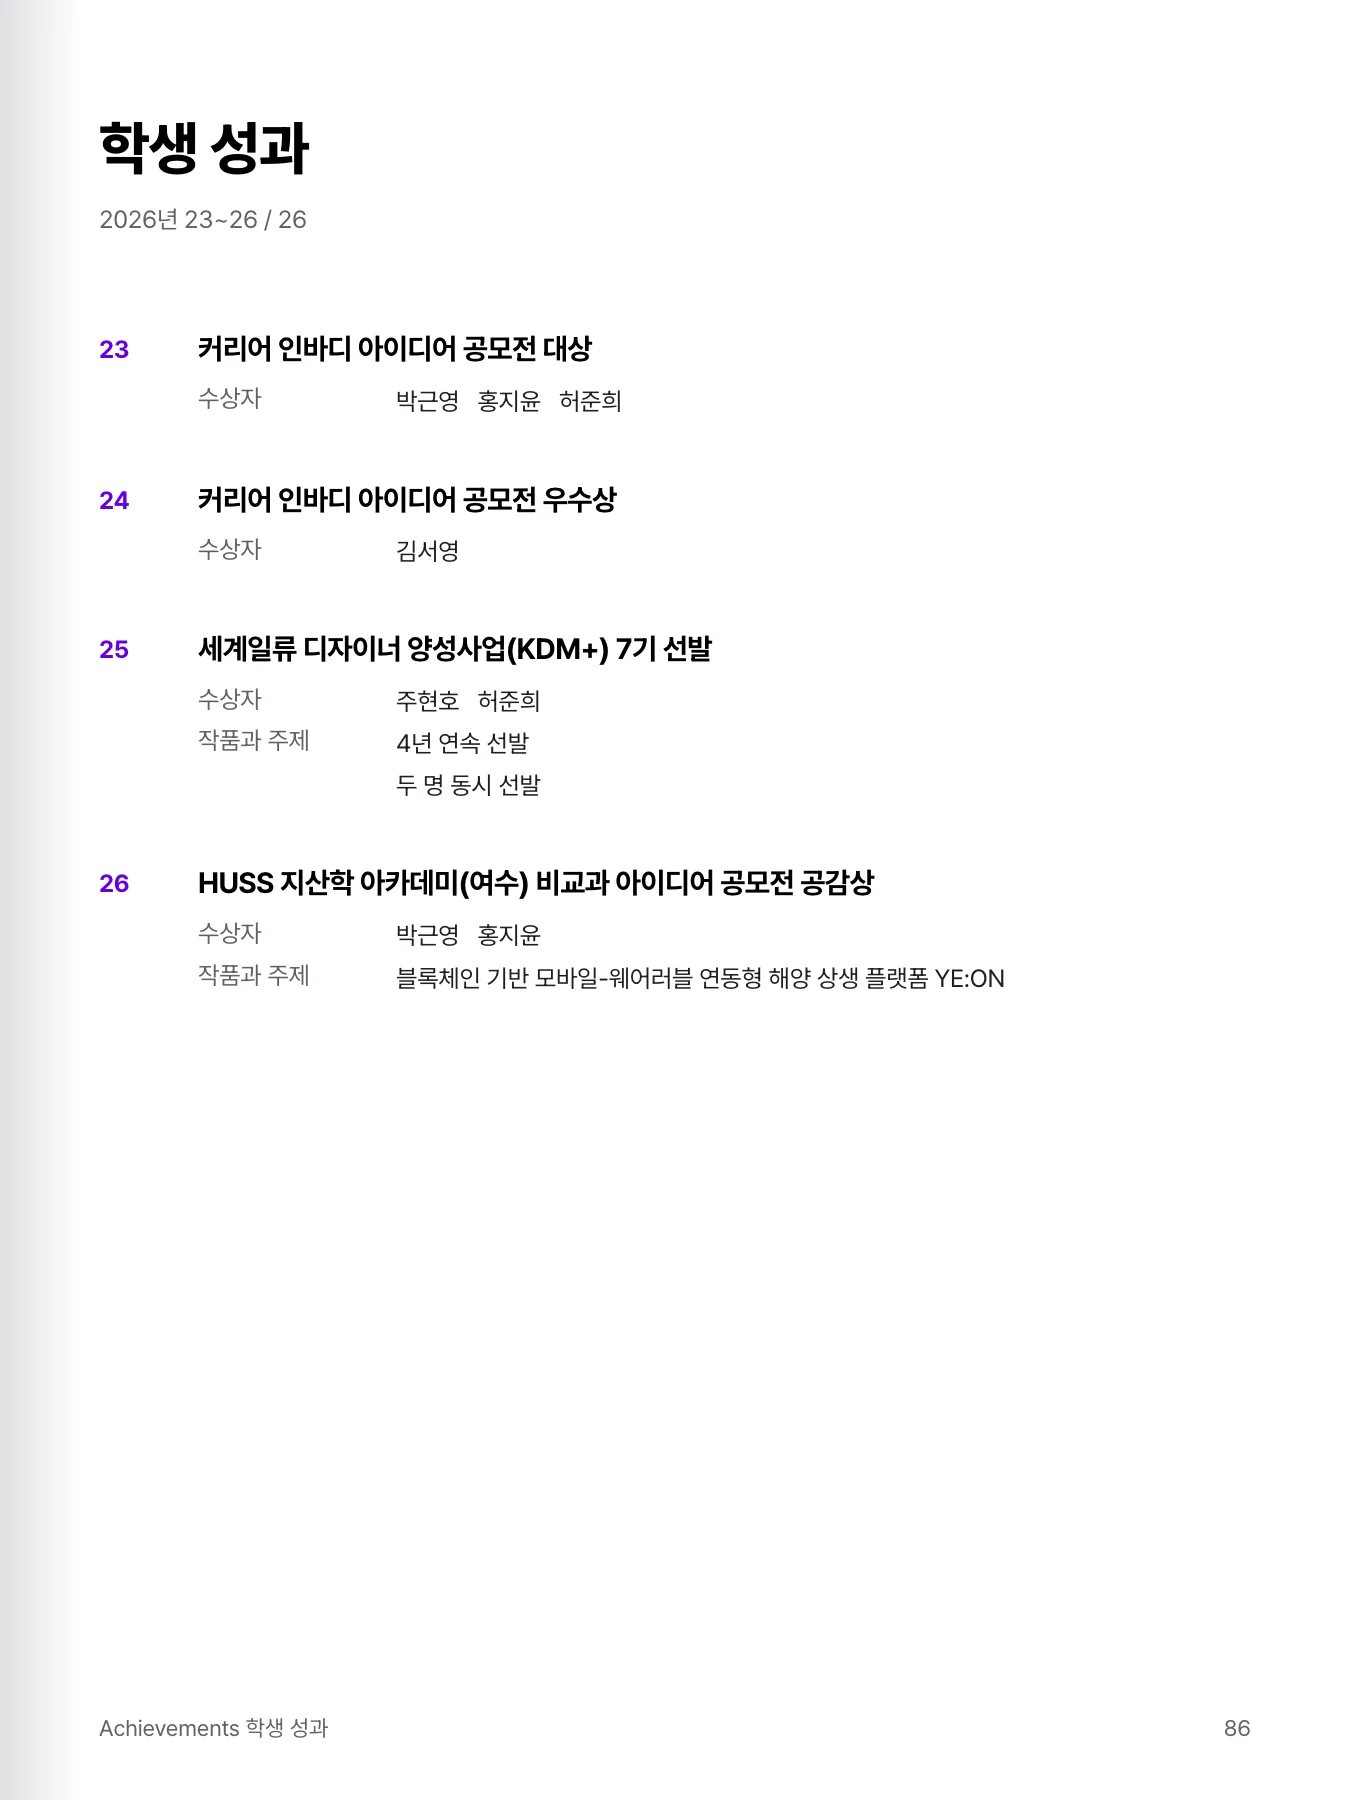 학생 성과
2026년 23~26 / 26
23 커리어 인바디 아이디어 공모전 대상
수상자 박근영 홍지윤 허준희
24 커리어 인바디 아이디어 공모전 우수상
수상자 김서영
25 세계일류 디자이너 양성사업(KDM+) 7기 선발
수상자 주현호 허준희
작품과 주제 4년 연속 선발
두 명 동시 선발
26 HUSS 지산학 아카데미(여수) 비교과 아이디어 공모전 공감상
수상자 박근영 홍지윤
작품과 주제 블록체인 기반 모바일-웨어러블 연동형 해양 상생 플랫폼 YE:ON
Achievements 학생 성과 86